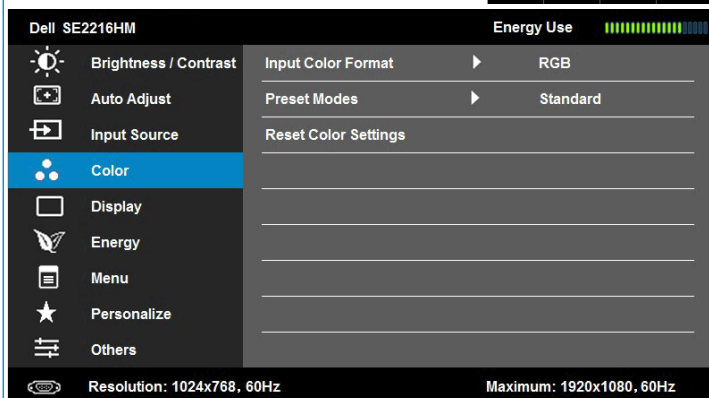 Dell SE2216HM Energy Use
Brightness / Contrast Input Color Format RGB
Auto Adjust Preset Modes Standard
Input Source Reset Color Settings
Color
Display
Energy
Menu
Personalize
Others
Resolution: 1024x768, 60Hz Maximum: 1920x1080, 60Hz